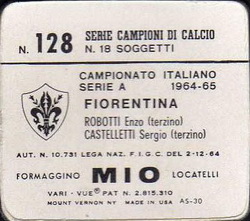 N. 128 SERIE CAMPIONI DI CALCIO
N. 18 SOGGETTI
CAMPIONATO ITALIANO
SERIE A 1964-65
FIORENTINA
ROBOTTI Enzo (terzino)
CASTELLETTI Sergio (terzino)
AUT. N. 10.731 LEGA NAZ. F.I.G.C. DEL 2-12-64
FORMAGGINO MIO LOCATELLI
VARI - VUE® PAT N. 2.815.310
MOUNT VERNON NY MADE IN USA AS-30